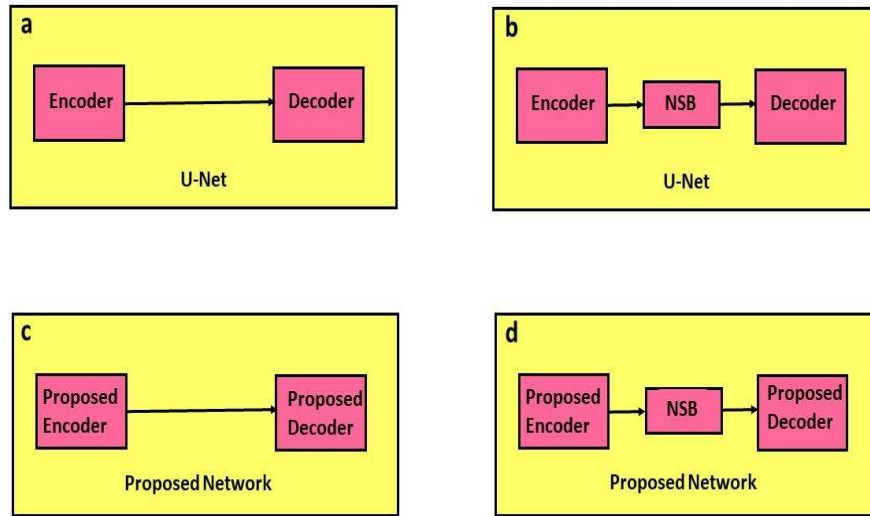 a
Encoder
Decoder
U-Net
b
Encoder
NSB
Decoder
U-Net
c
Proposed
Encoder
Proposed
Decoder
Proposed Network
d
Proposed
Encoder
NSB
Proposed
Decoder
Proposed Network